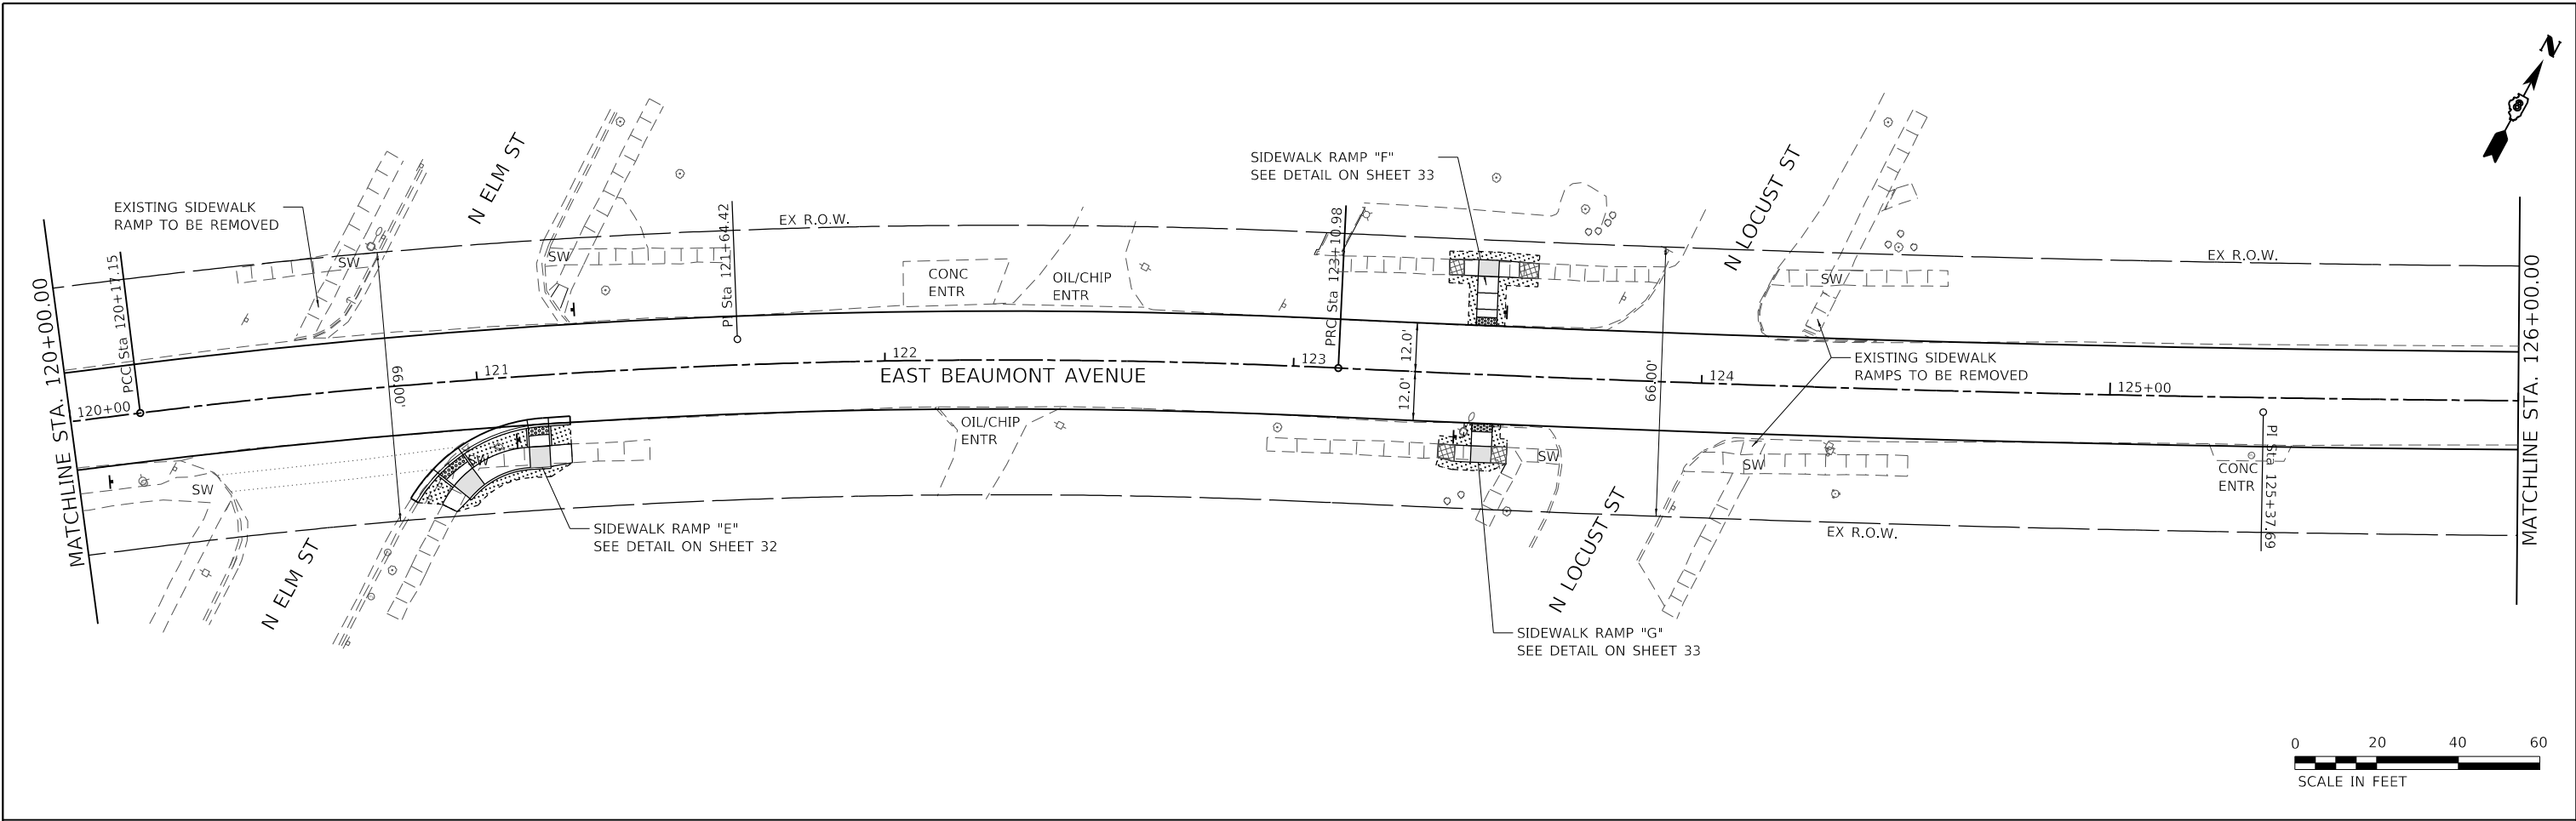 N
N ELM ST
N LOCUST ST
SIDEWALK RAMP "F"
SEE DETAIL ON SHEET 33
EXISTING SIDEWALK
RAMP TO BE REMOVED
EX R.O.W.
SW
SW
PI Sta 121+64.42
PRC Sta 123+10.98
PCC Sta 120+17.15
MATCHLINE STA. 120+00.00
CONC
ENTR
OIL/CHIP
ENTR
EX R.O.W.
SW
MATCHLINE STA. 126+00.00
12.0'
12.0'
66.00'
66.00'
120+00
121
122
123
124
125+00
EAST BEAUMONT AVENUE
EXISTING SIDEWALK
RAMPS TO BE REMOVED
OIL/CHIP
ENTR
SW
SW
SW
SW
CONC
ENTR
PI Sta 125+37.69
SIDEWALK RAMP "E"
SEE DETAIL ON SHEET 32
EX R.O.W.
N ELM ST
N LOCUST ST
SIDEWALK RAMP "G"
SEE DETAIL ON SHEET 33
0 20 40 60
SCALE IN FEET